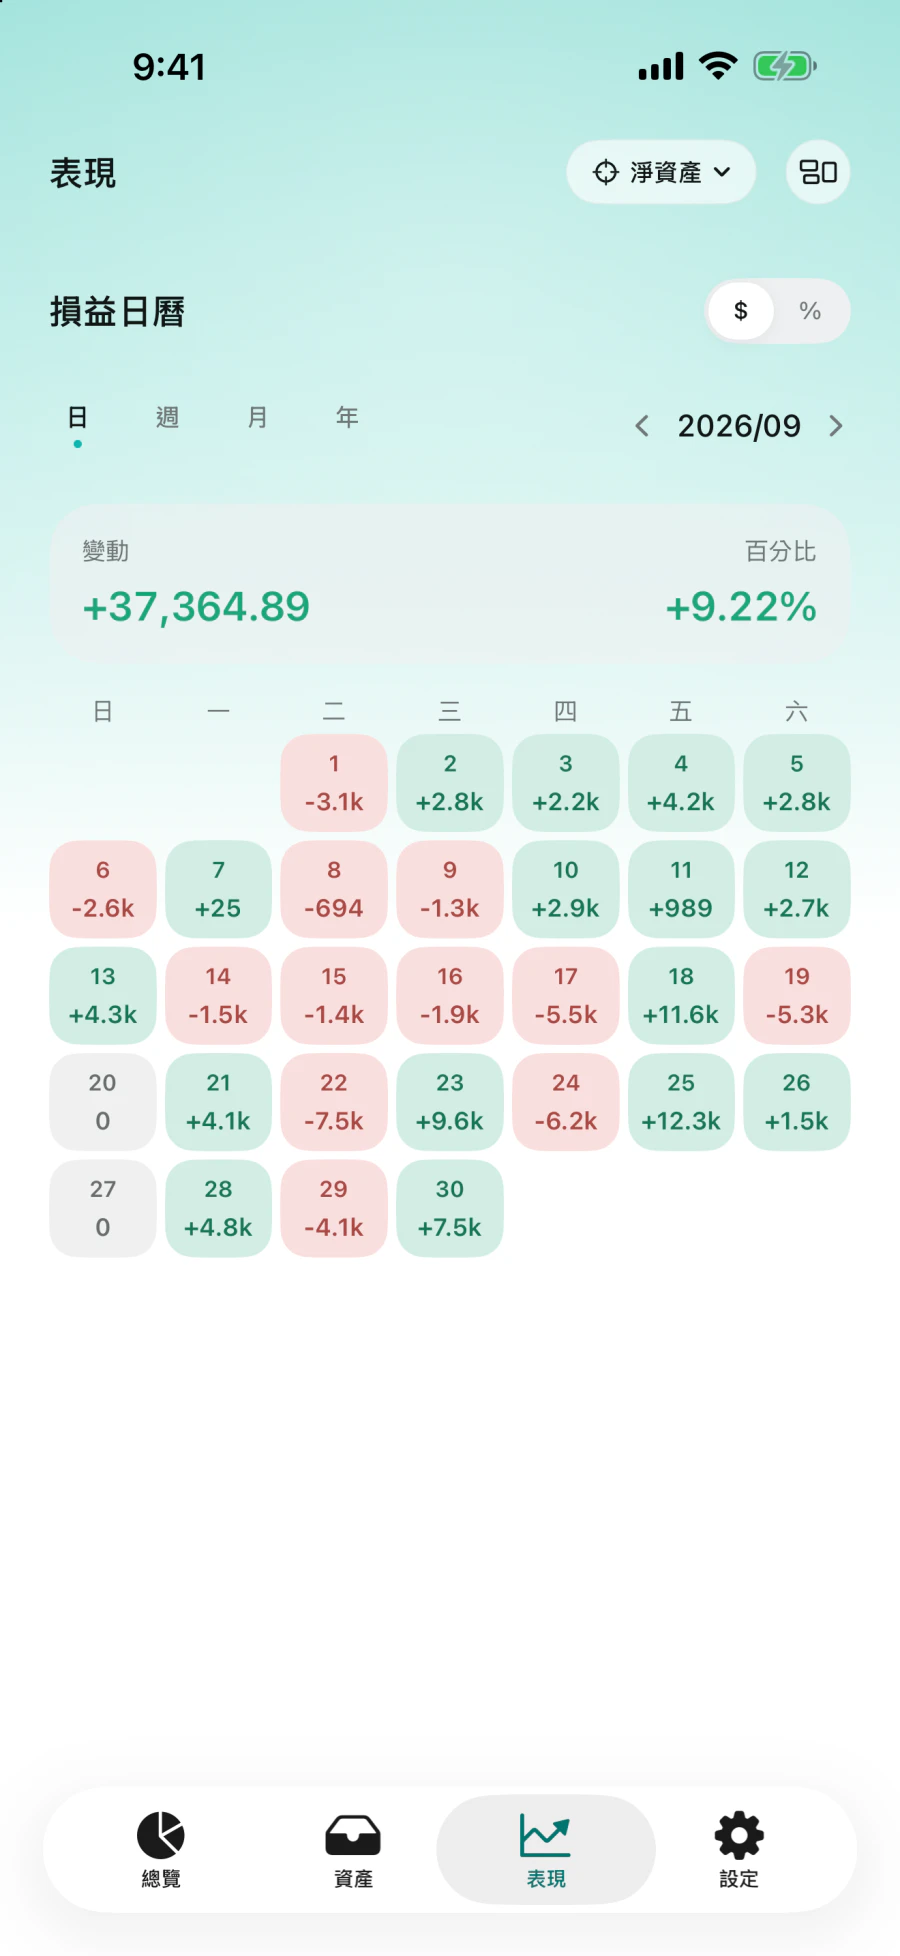 9:41
表現
淨資產
損益日曆
$ %
日 週 月 年
2026/09
變動 百分比
+37,364.89 +9.22%
日 一 二 三 四 五 六
1 2 3 4 5
-3.1k +2.8k +2.2k +4.2k +2.8k
6 7 8 9 10 11 12
-2.6k +25 -694 -1.3k +2.9k +989 +2.7k
13 14 15 16 17 18 19
+4.3k -1.5k -1.4k -1.9k -5.5k +11.6k -5.3k
20 21 22 23 24 25 26
0 +4.1k -7.5k +9.6k -6.2k +12.3k +1.5k
27 28 29 30
0 +4.8k -4.1k +7.5k
總覽 資產 表現 設定